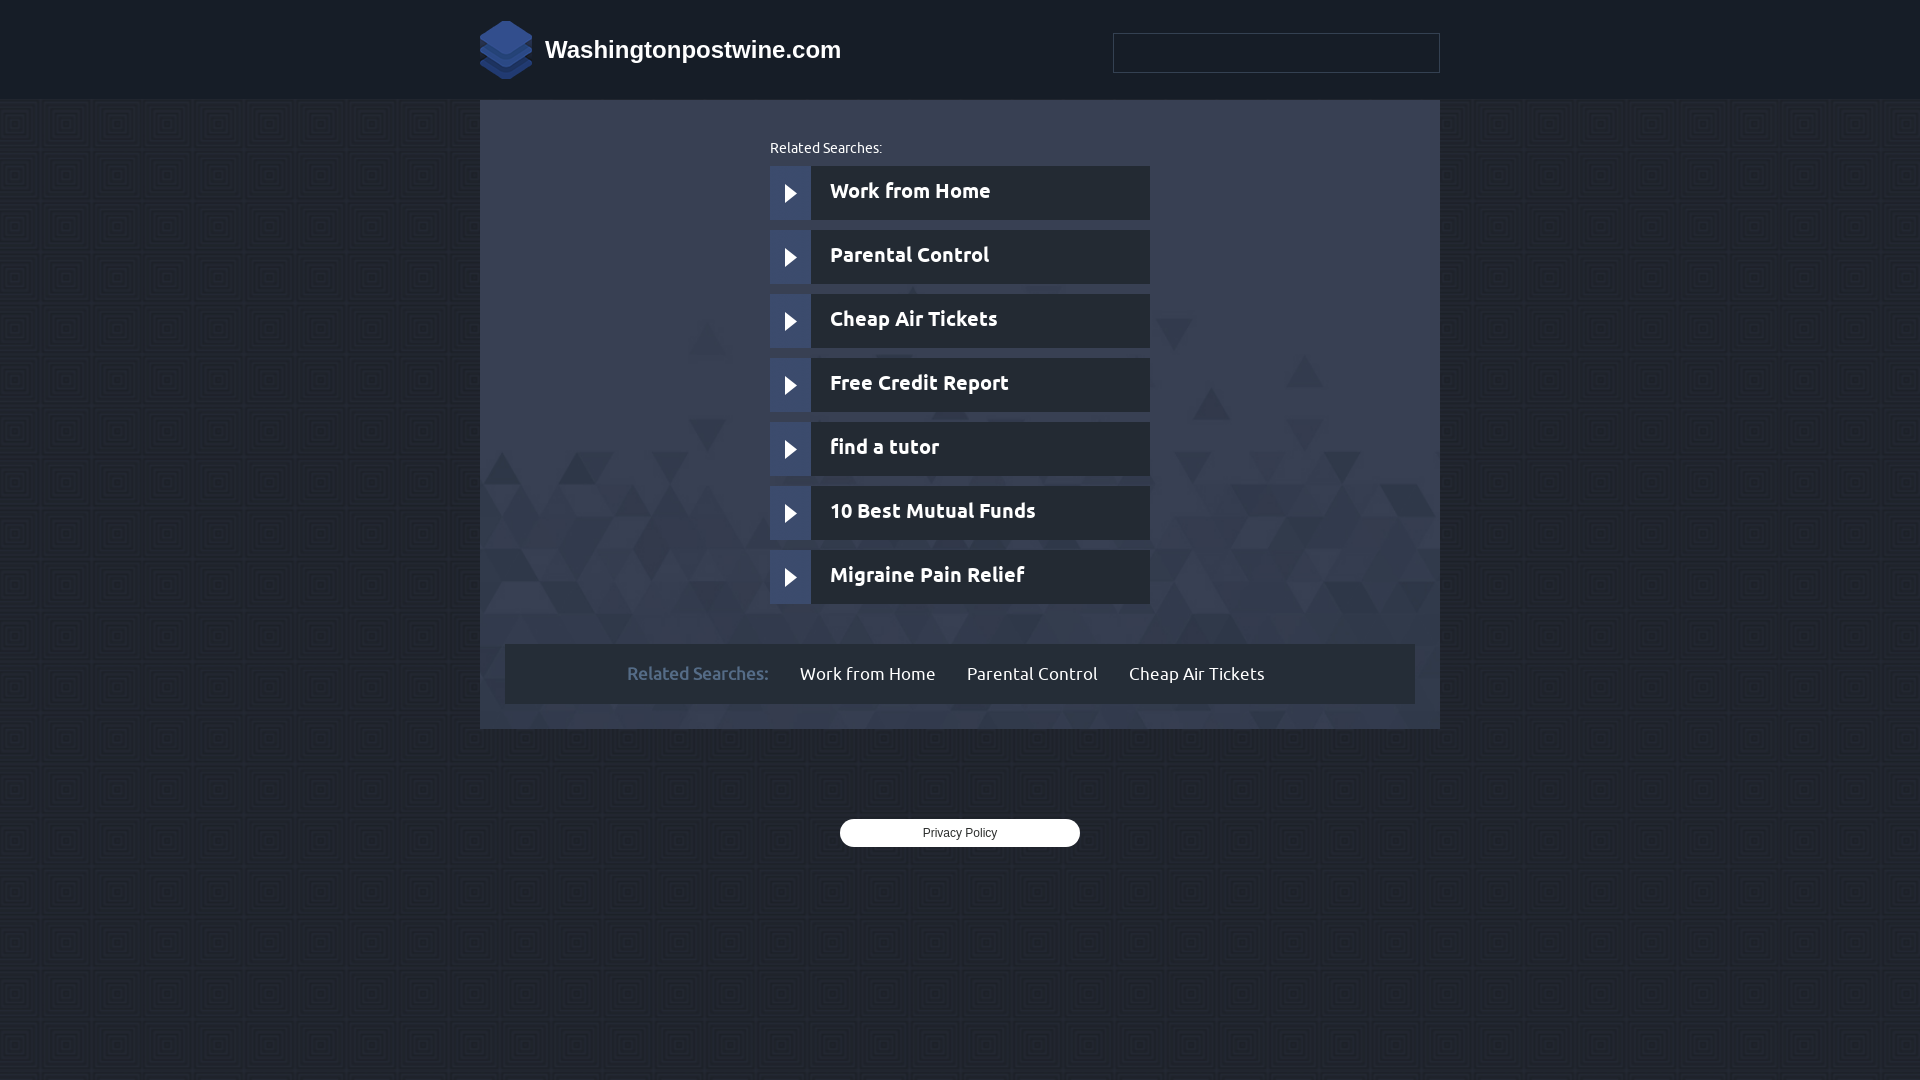 Washingtonpostwine.com
Related Searches:
Work from Home
Parental Control
Cheap Air Tickets
Free Credit Report
find a tutor
10 Best Mutual Funds
Migraine Pain Relief
Related Searches: Work from Home Parental Control Cheap Air Tickets
Privacy Policy